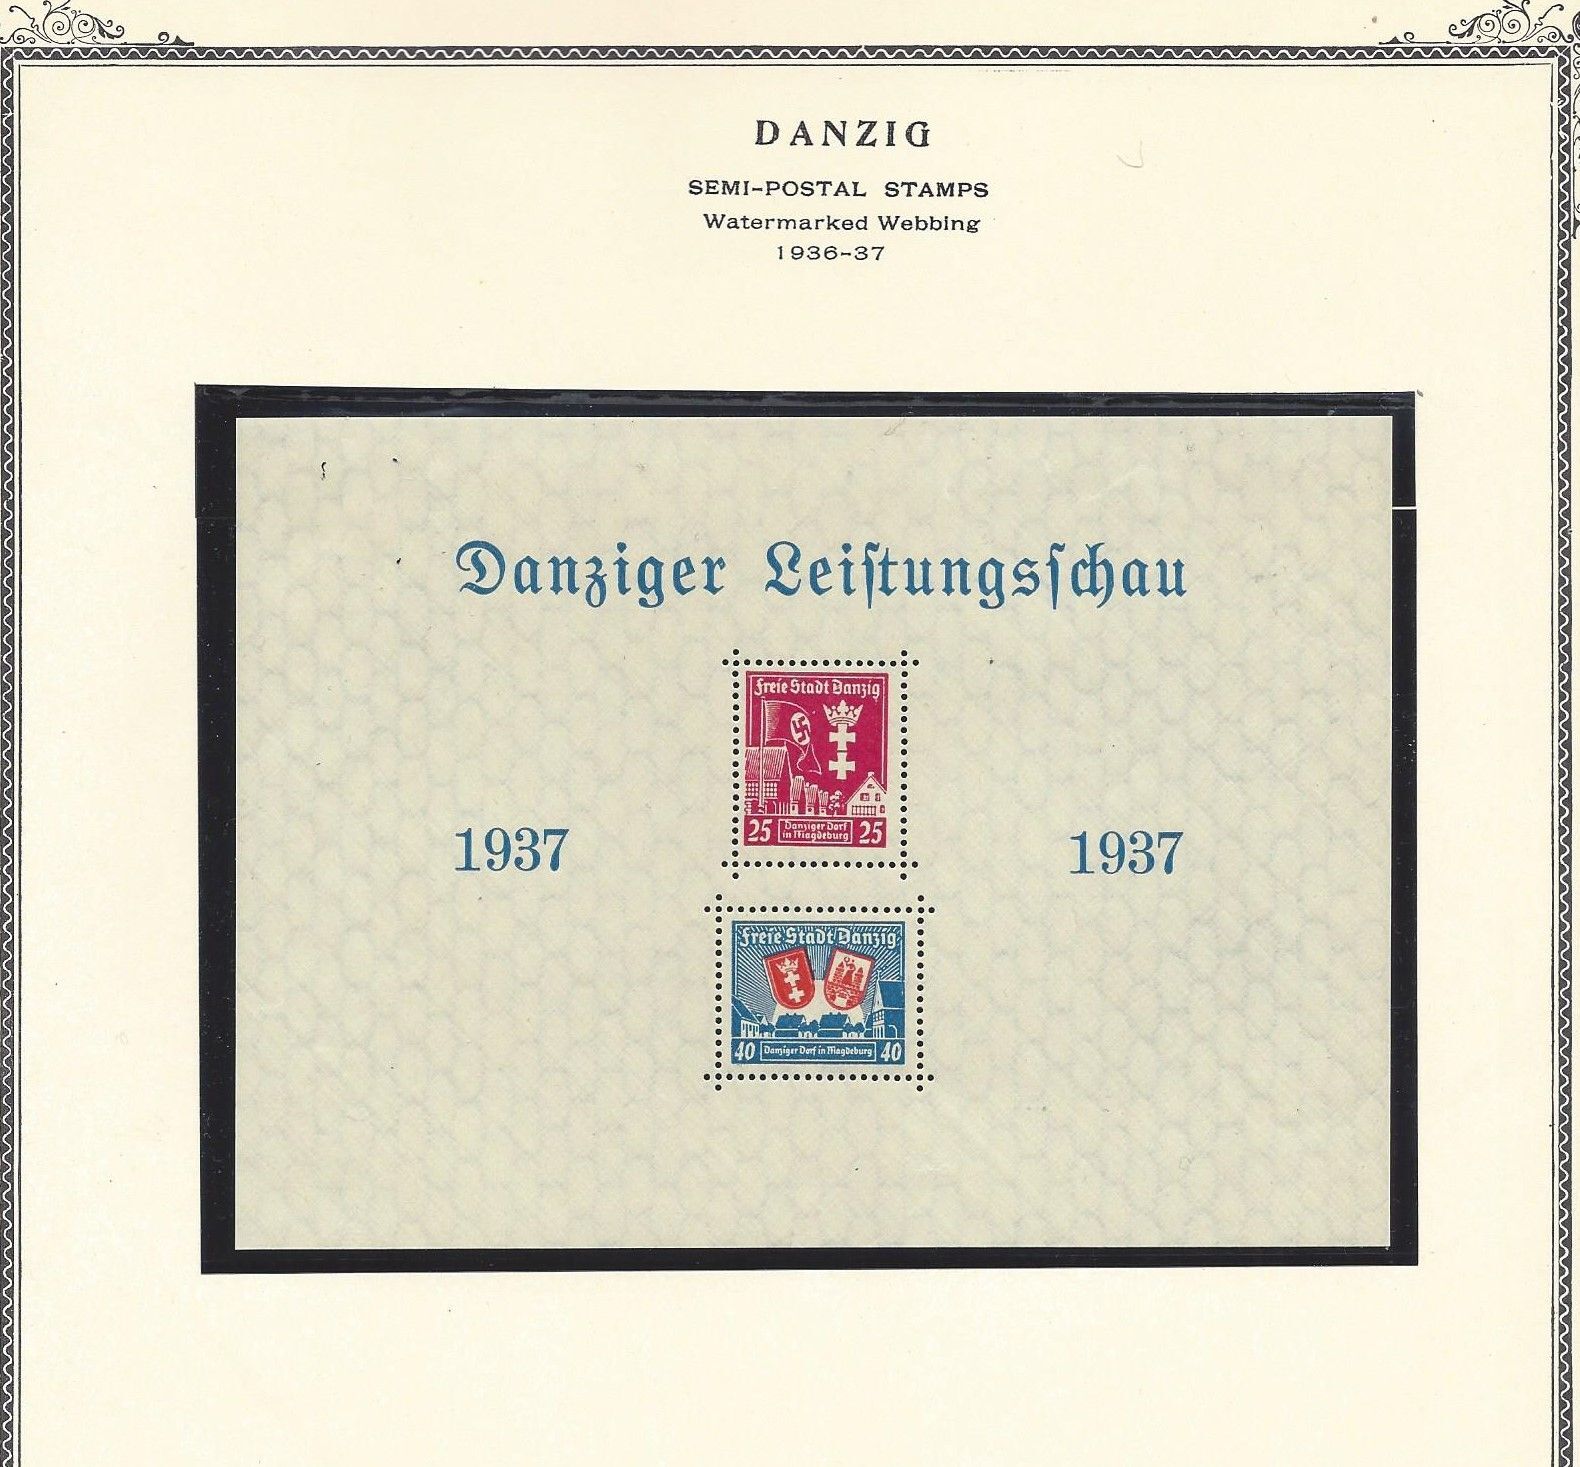 DANZIG
SEMI-POSTAL STAMPS
Watermarked Webbing
1936-37
Danziger Leiſtungsſchau
Freie Stadt Danzig
25 Danziger Dorf in Magdeburg 25
1937 1937
Freie Stadt Danzig
40 Danziger Dorf in Magdeburg 40